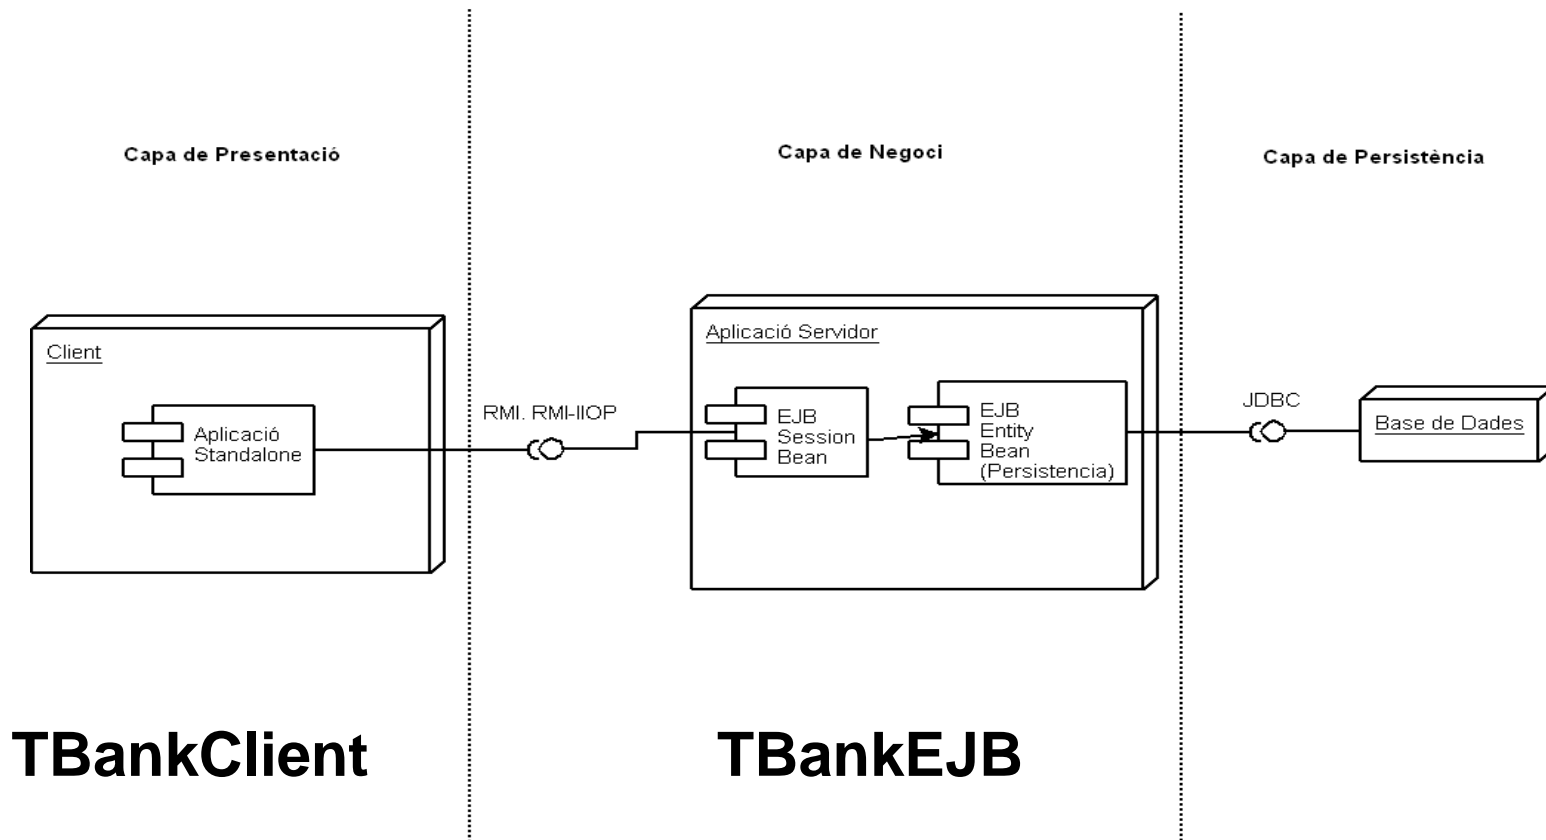 Capa de Presentació
Capa de Negoci
Capa de Persistència
Client
Aplicació
Standalone
RMI. RMI-IIOP
Aplicació Servidor
EJB
Session
Bean
EJB
Entity
Bean
(Persistencia)
JDBC
Base de Dades
TBankClient
TBankEJB